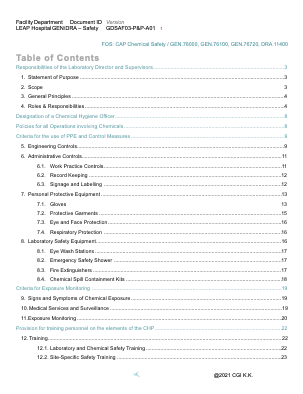 Facility Department Document ID Version
LEAP Hospital GENIDRA – Safety GDSAF03-P&P-A01 1
FOS: CAP Chemical Safety / GEN.76000, GEN.76100, GEN.76720, DRA.11400
Table of Contents
Responsibilities of the Laboratory Director and Supervisors 3
1. Statement of Purpose 3
2. Scope 3
3. General Principles 4
4. Roles & Responsibilities 4
Designation of a Chemical Hygiene Officer 8
Policies for all Operations involving Chemicals 8
Criteria for the use of PPE and Control Measures 9
5. Engineering Controls 9
6. Administrative Controls 11
6.1. Work Practice Controls 11
6.2. Record Keeping 12
6.3. Signage and Labelling 12
7. Personal Protective Equipment 13
7.1. Gloves 13
7.2. Protective Garments 15
7.3. Eye and Face Protection 16
7.4. Respiratory Protection 16
8. Laboratory Safety Equipment 16
8.1. Eye Wash Stations 17
8.2. Emergency Safety Shower 17
8.3. Fire Extinguishers 17
8.4. Chemical Spill Containment Kits 18
Criteria for Exposure Monitoring 19
9. Signs and Symptoms of Chemical Exposure 19
10. Medical Services and Surveillance 19
11. Exposure Monitoring 20
Provision for training personnel on the elements of the CHP 22
12. Training 22
12.1. Laboratory and Chemical Safety Training 22
12.2. Site-Specific Safety Training 23
@2021 CGI K.K.